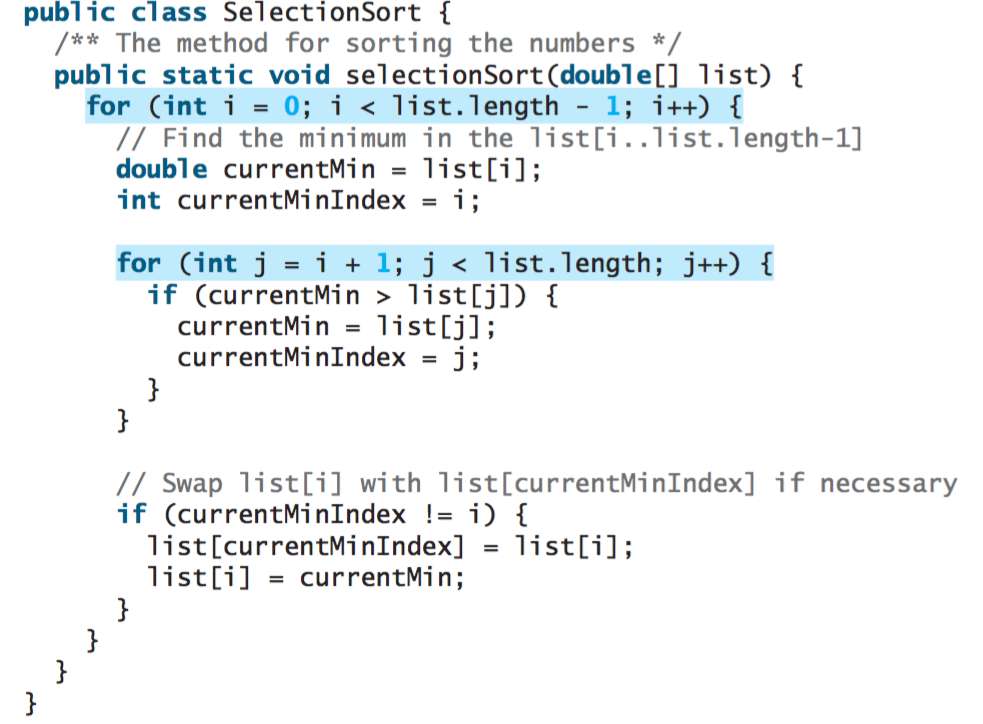 public class SelectionSort {
/** The method for sorting the numbers */
public static void selectionSort(double[] list) {
for (int i = 0; i < list.length - 1; i++) {
// Find the minimum in the list[i..list.length-1]
double currentMin = list[i];
int currentMinIndex = i;
for (int j = i + 1; j < list.length; j++) {
if (currentMin > list[j]) {
currentMin = list[j];
currentMinIndex = j;
}
}
// Swap list[i] with list[currentMinIndex] if necessary
if (currentMinIndex != i) {
list[currentMinIndex] = list[i];
list[i] = currentMin;
}
}
}
}